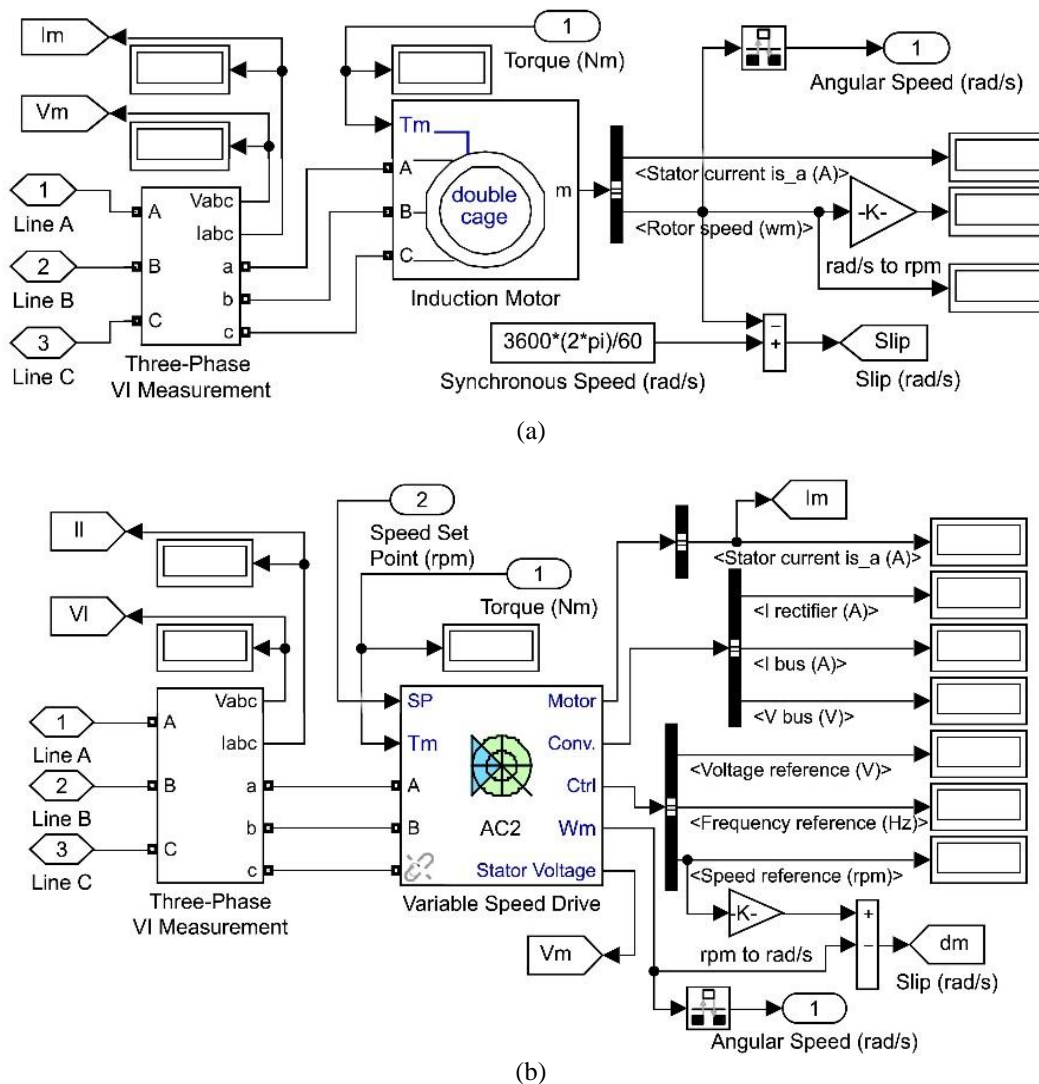 Im
1
Torque (Nm)
1
Angular Speed (rad/s)
Vm
Tm
<Stator current is_a (A)>
1
Line A
A
Vabc
Iabc
A
double
cage
m
-K-
<Rotor speed (wm)>
rad/s to rpm
2
Line B
B
a
B
b
C
Induction Motor
3
Line C
C
c
3600*(2*pi)/60
Synchronous Speed (rad/s)
−
+
Slip
Slip (rad/s)
Three-Phase
VI Measurement
(a)
2
Speed Set
Point (rpm)
Im
Il
<Stator current is_a (A)>
1
Torque (Nm)
<I rectifier (A)>
Vl
<I bus (A)>
<V bus (V)>
1
Line A
A
Vabc
Iabc
SP
Motor
Tm
Conv.
<Voltage reference (V)>
2
Line B
B
a
A
Ctrl
<Frequency reference (Hz)>
b
B
AC2
Wm
3
Line C
C
c
Stator Voltage
<Speed reference (rpm)>
Three-Phase
VI Measurement
Variable Speed Drive
-K-
rpm to rad/s
+
−
dm
Slip (rad/s)
Vm
1
Angular Speed (rad/s)
(b)